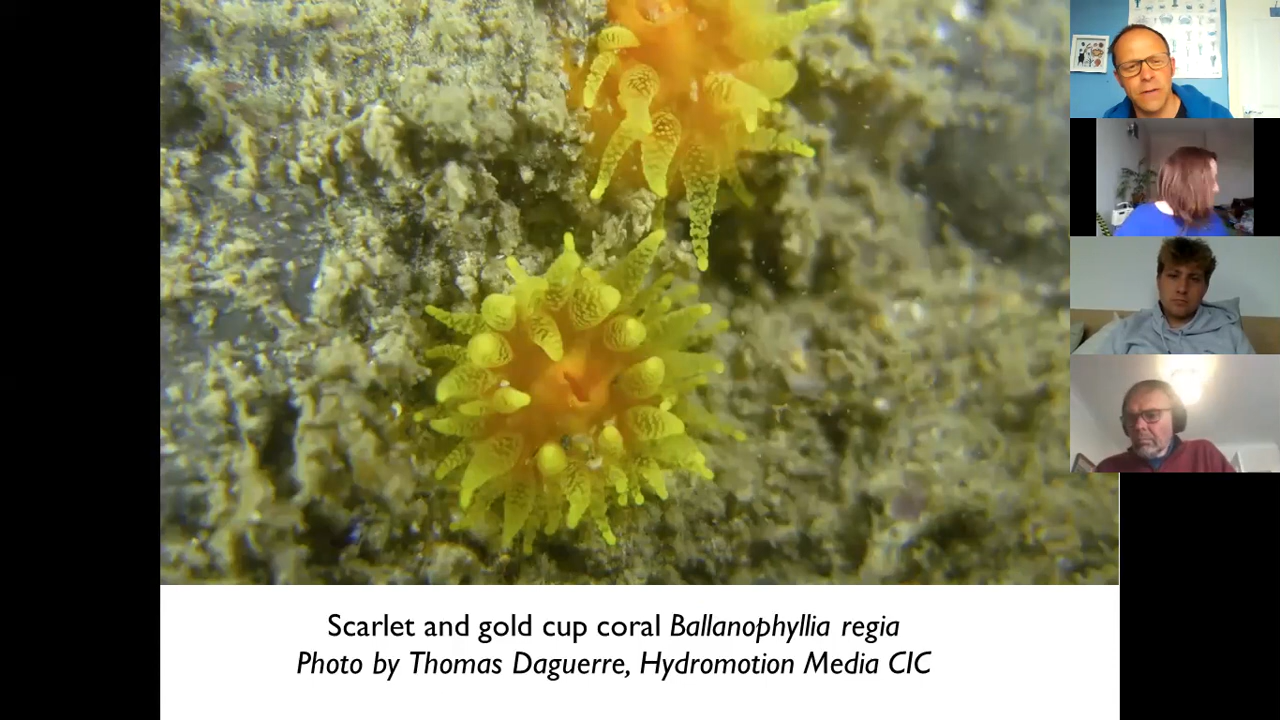 Scarlet and gold cup coral Ballanophyllia regia
Photo by Thomas Daguerre, Hydromotion Media CIC